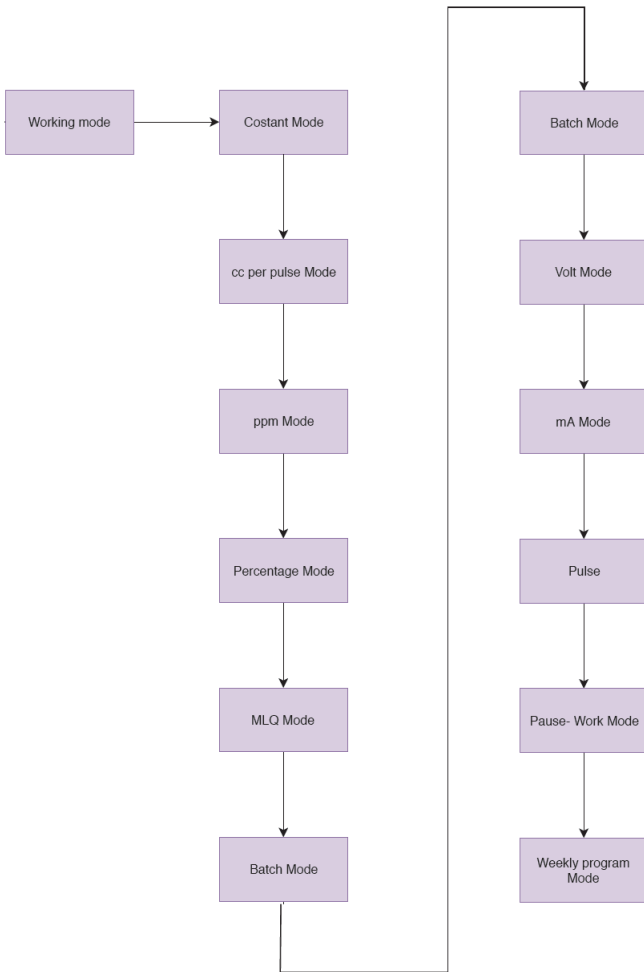 Working mode
Costant Mode
cc per pulse Mode
ppm Mode
Percentage Mode
MLQ Mode
Batch Mode
Batch Mode
Volt Mode
mA Mode
Pulse
Pause- Work Mode
Weekly program
Mode